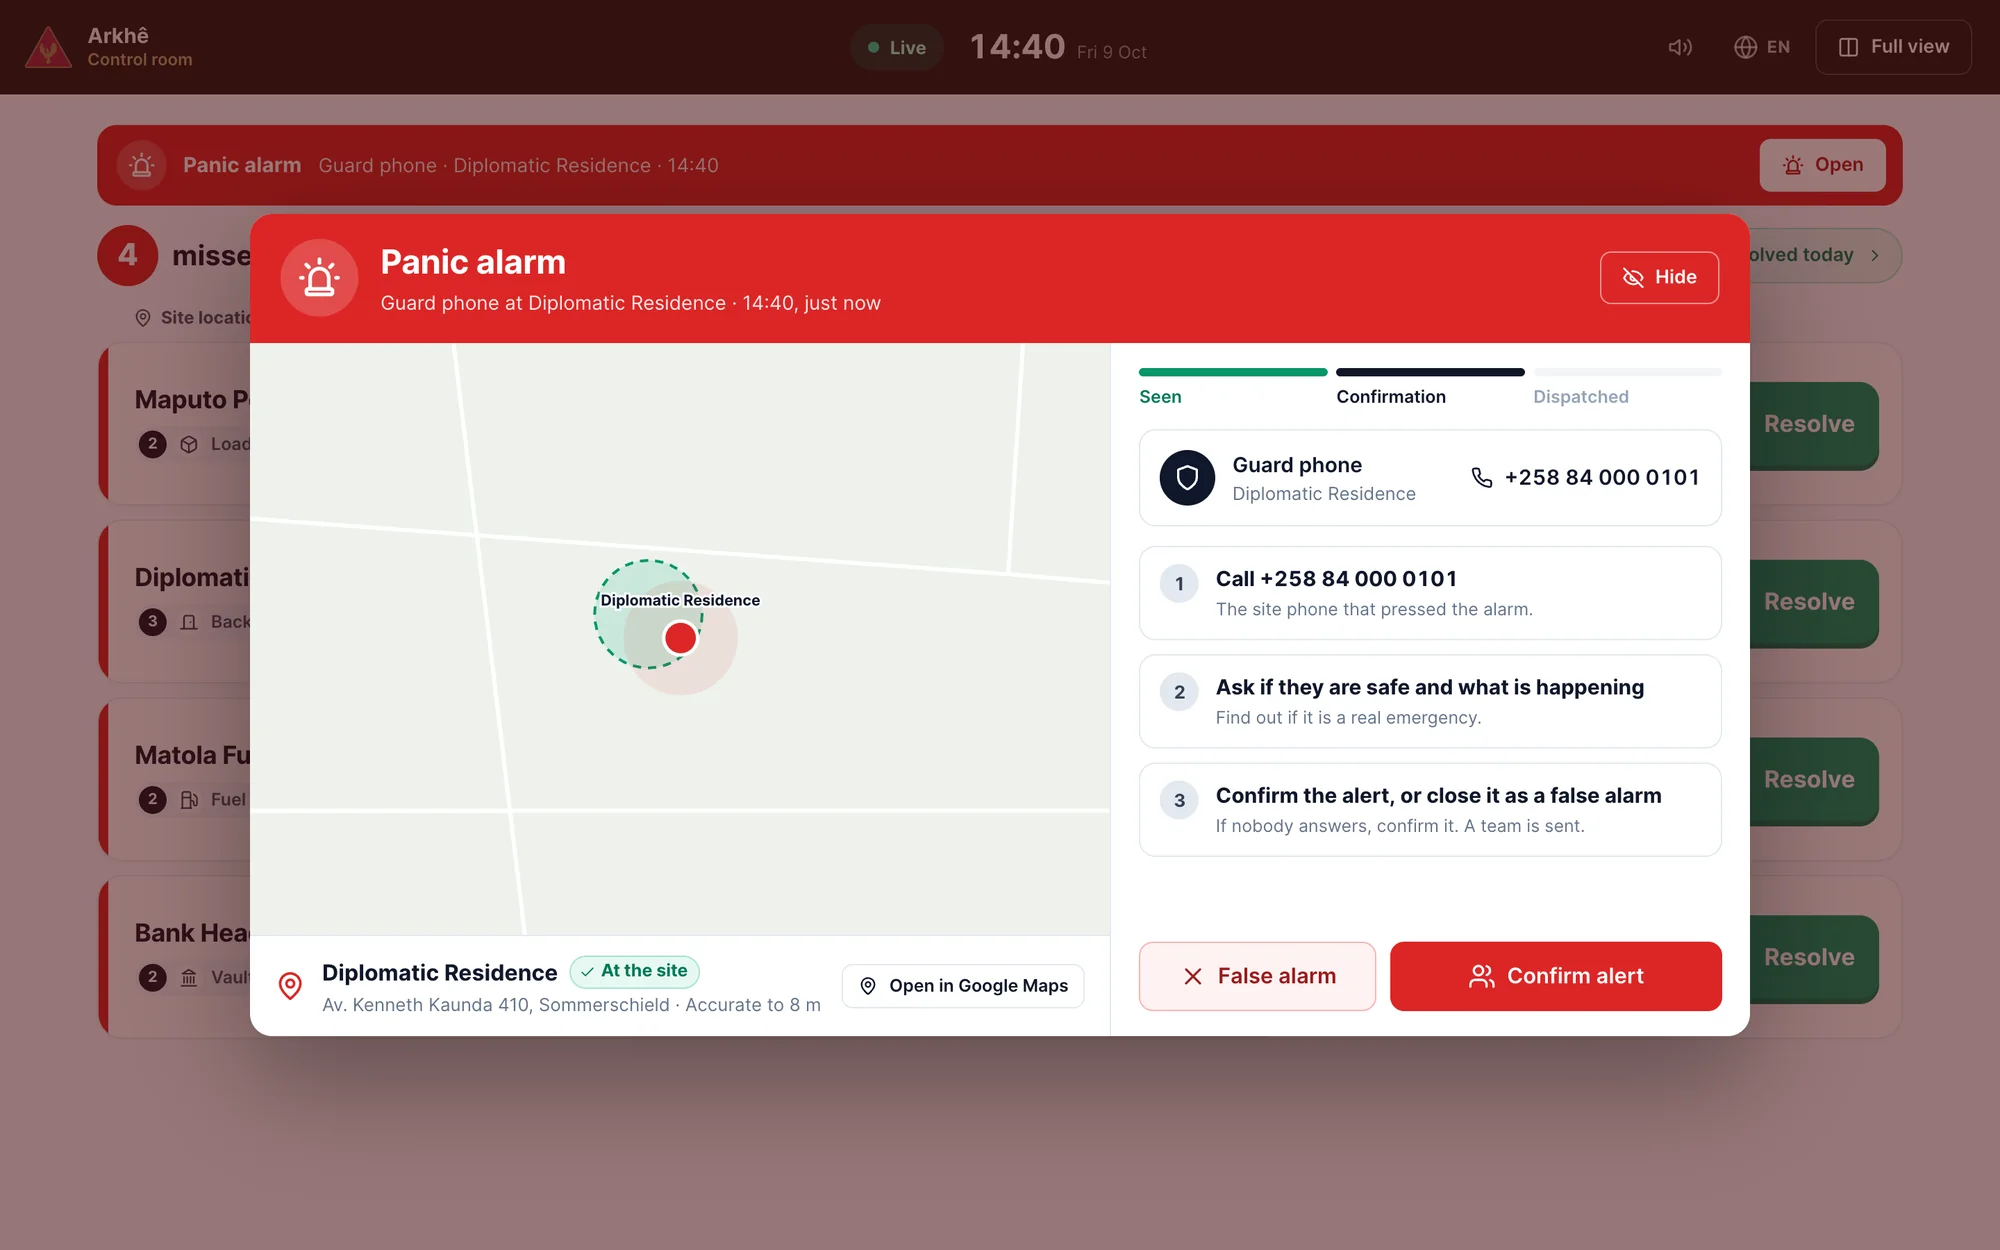 Arkhê
Control room
Live
14:40 Fri 9 Oct
EN
Full view
Panic alarm Guard phone · Diplomatic Residence · 14:40
Open
4
Panic alarm
Guard phone at Diplomatic Residence · 14:40, just now
Hide
olved today
Site locatio
Maputo P
2 Load
Resolve
Diplomati
3 Back
Resolve
Matola Fu
2 Fuel
Resolve
Bank Hea
2 Vaul
Resolve
Diplomatic Residence
Diplomatic Residence
At the site
Av. Kenneth Kaunda 410, Sommerschield · Accurate to 8 m
Open in Google Maps
Seen
Confirmation
Dispatched
Guard phone
Diplomatic Residence
+258 84 000 0101
1 Call +258 84 000 0101
The site phone that pressed the alarm.
2 Ask if they are safe and what is happening
Find out if it is a real emergency.
3 Confirm the alert, or close it as a false alarm
If nobody answers, confirm it. A team is sent.
False alarm
Confirm alert